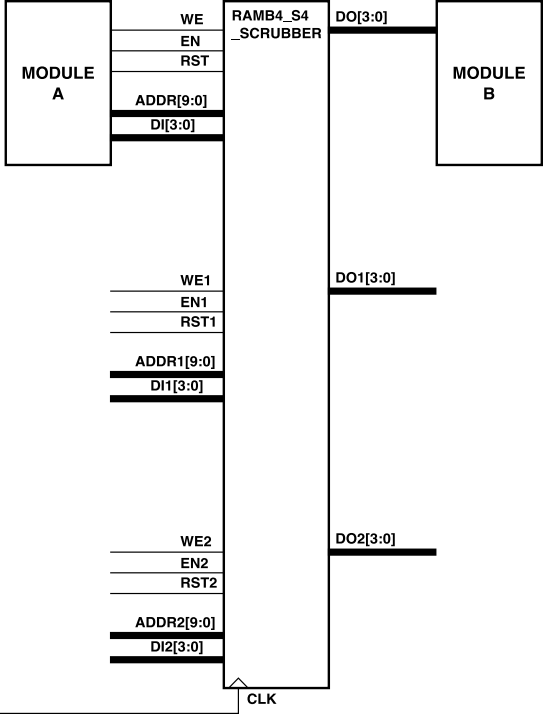 MODULE
A
WE
EN
RST
ADDR[9:0]
DI[3:0]
RAMB4_S4
_SCRUBBER
DO[3:0]
MODULE
B
WE1
EN1
RST1
ADDR1[9:0]
DI1[3:0]
DO1[3:0]
WE2
EN2
RST2
ADDR2[9:0]
DI2[3:0]
DO2[3:0]
CLK